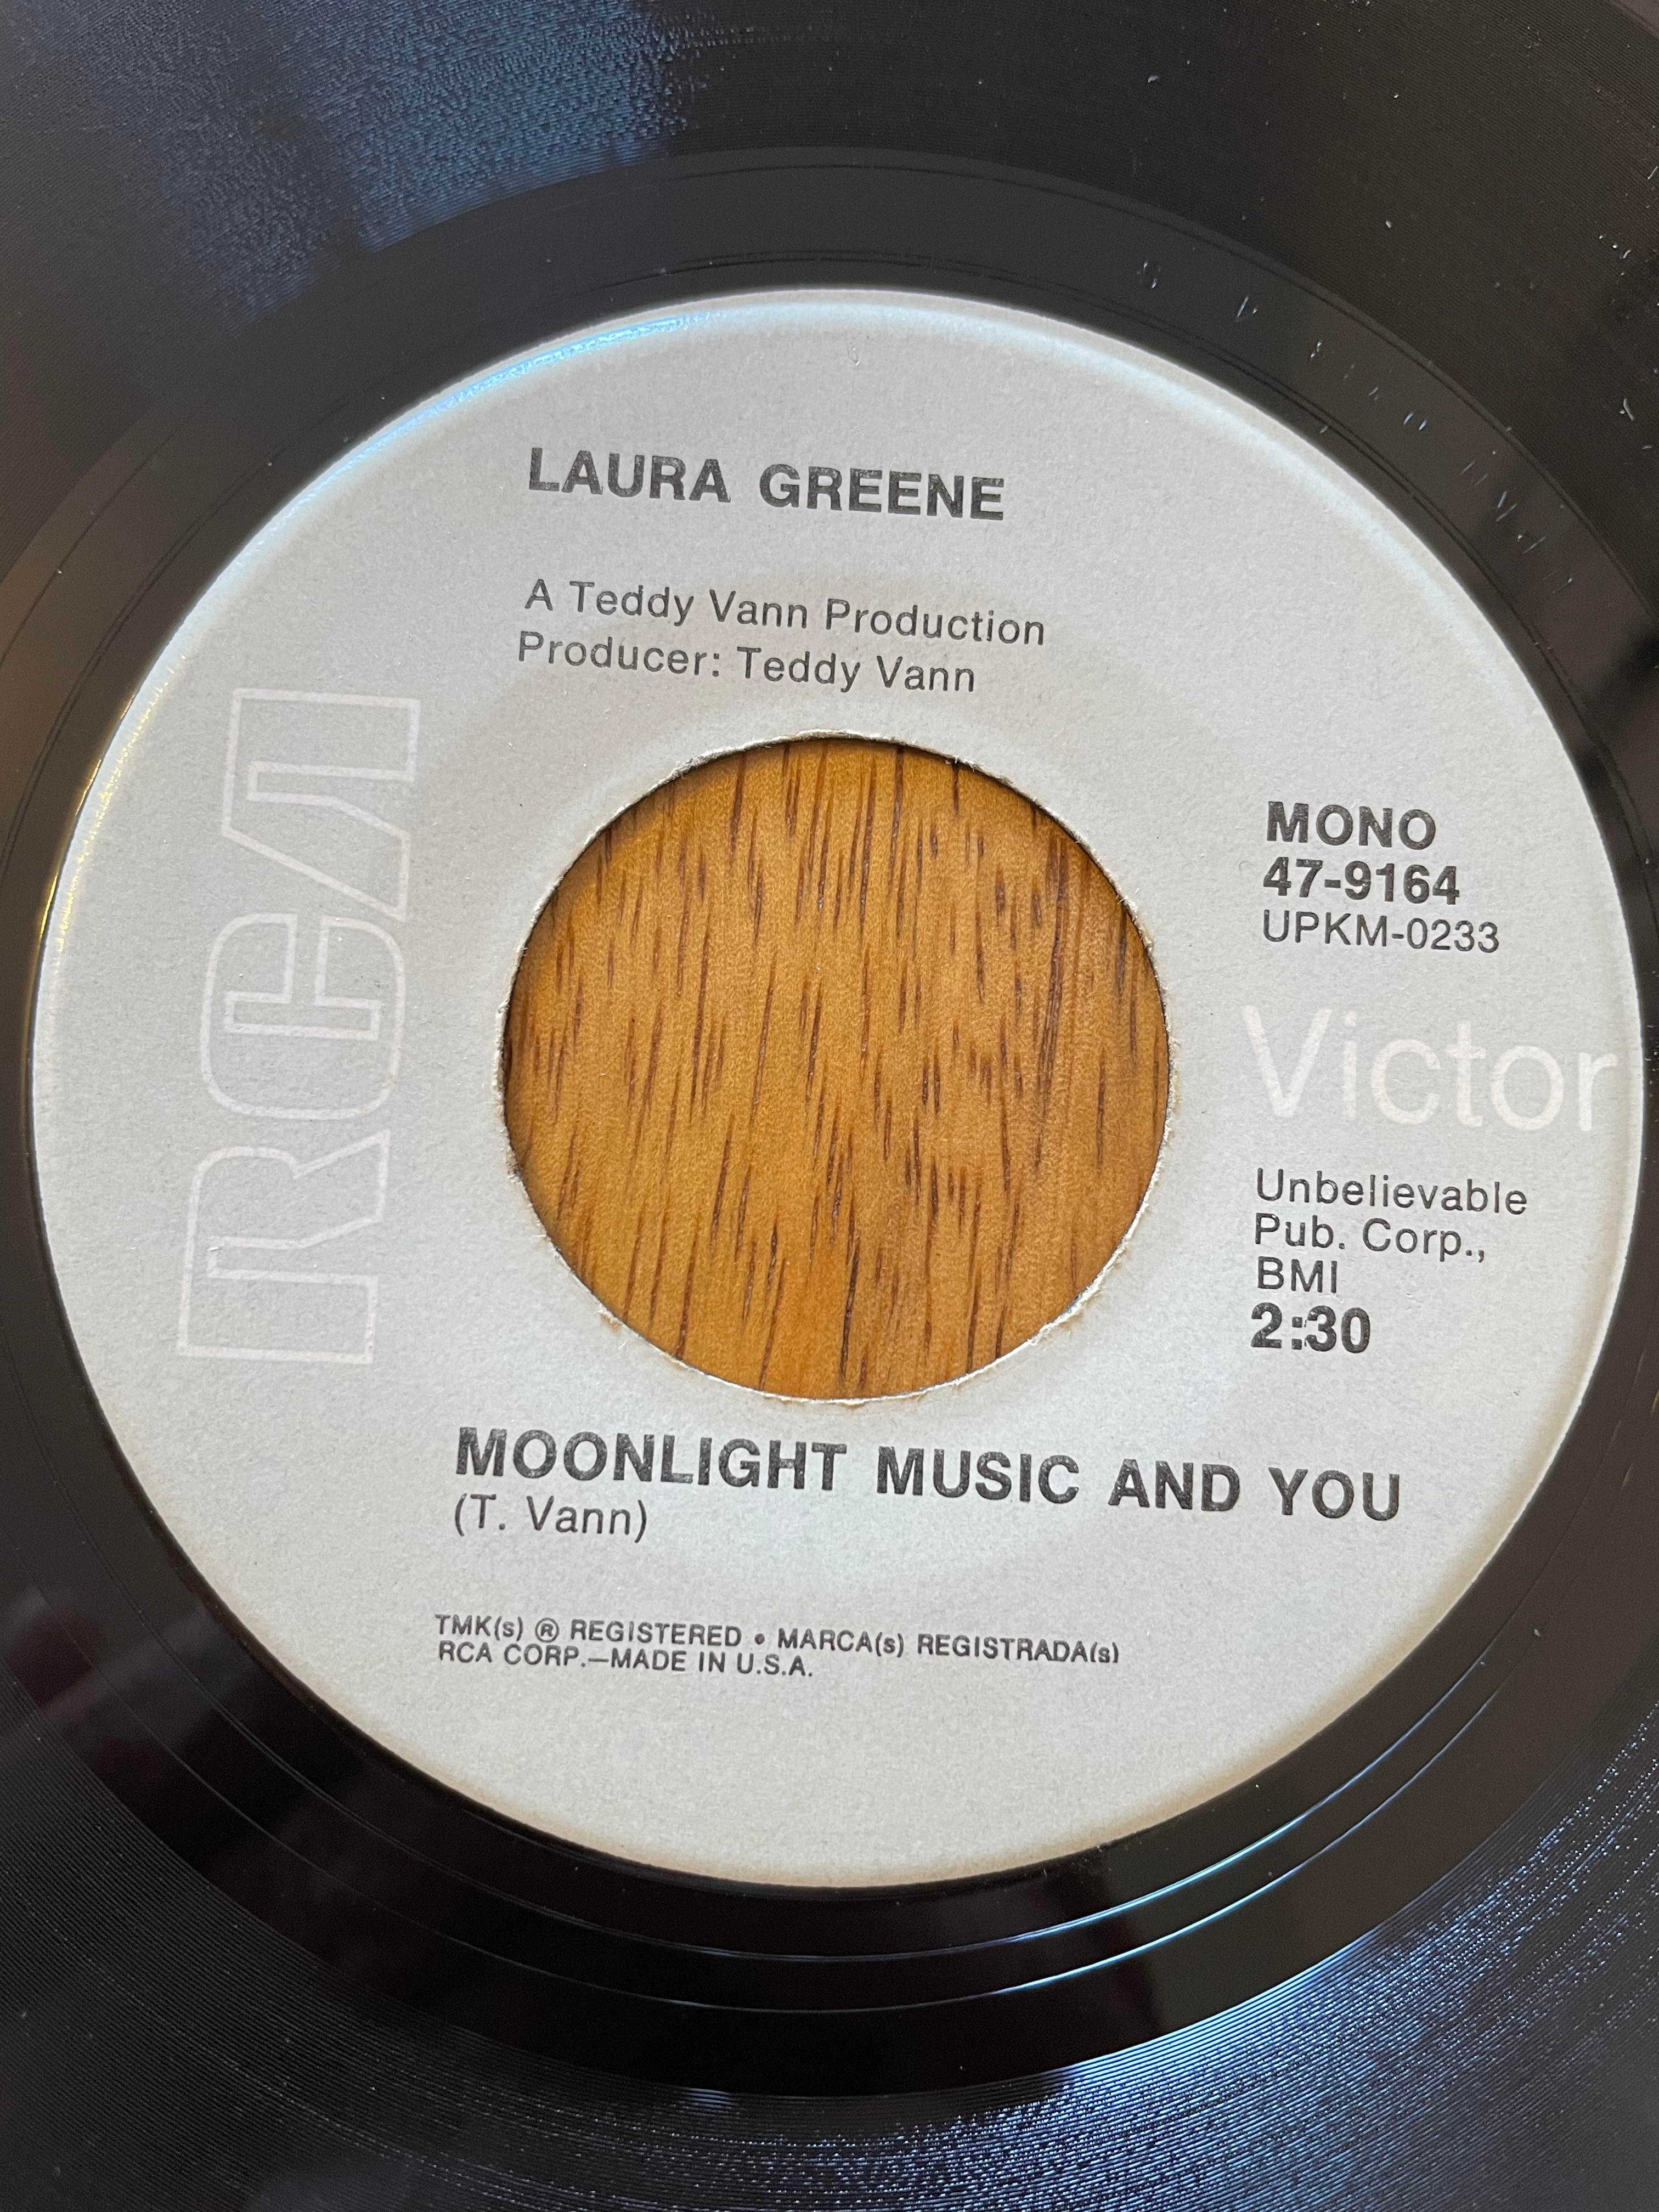 LAURA GREENE
A Teddy Vann Production
Producer: Teddy Vann
RCA
MONO
47-9164
UPKM-0233
Victor
Unbelievable
Pub. Corp.,
BMI
2:30
MOONLIGHT MUSIC AND YOU
(T. Vann)
TMK(s) ® REGISTERED • MARCA(s) REGISTRADA(s)
RCA CORP.—MADE IN U.S.A.